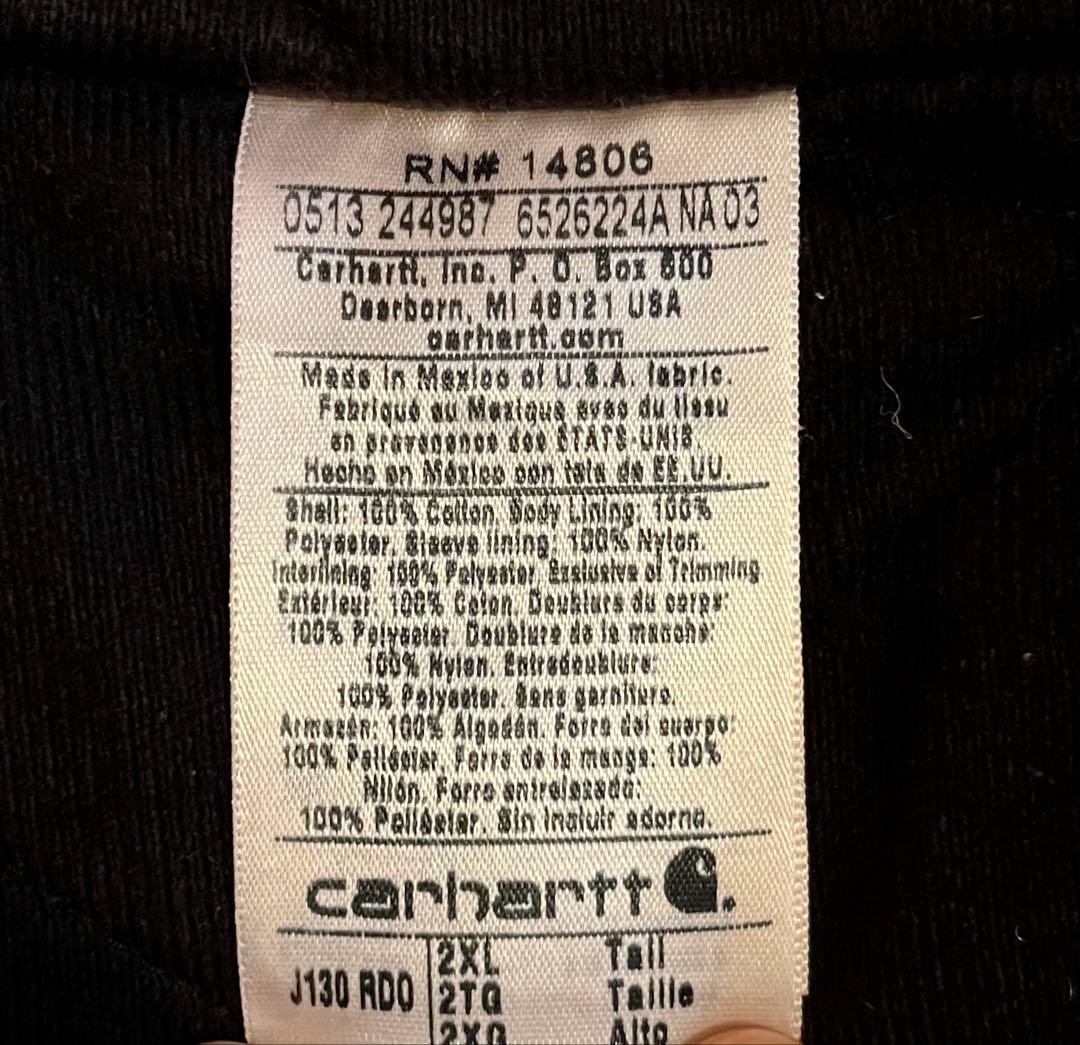 RN# 14806
0513 244987 6526224A NA 03
Carhartt, Inc. P. O. Box 600
Dearborn, MI 48121 USA
carhartt.com
Made in Mexico of U.S.A. fabric.
Fabriqué au Mexique avec du tissu
en provenance des ÉTATS-UNIS
Hecho en México con tela de EE.UU.
Shell: 100% Cotton. Body Lining: 100%
Polyester. Sleeve lining: 100% Nylon.
Interlining: 100% Polyester. Exclusive of Trimming
Extérieur: 100% Coton. Doublure du corps:
100% Polyester. Doublure de la manche:
100% Nylon. Entredoublure:
100% Polyester. Sans garniture.
Armazón: 100% Algodón. Forro del cuerpo:
100% Poliéster. Forro de la manga: 100%
Nilón. Forro entrelazado:
100% Poliéster. Sin incluir adorno.
carhartt
J130 RDO 2XL Tall
2TG Taille
2XG Alto